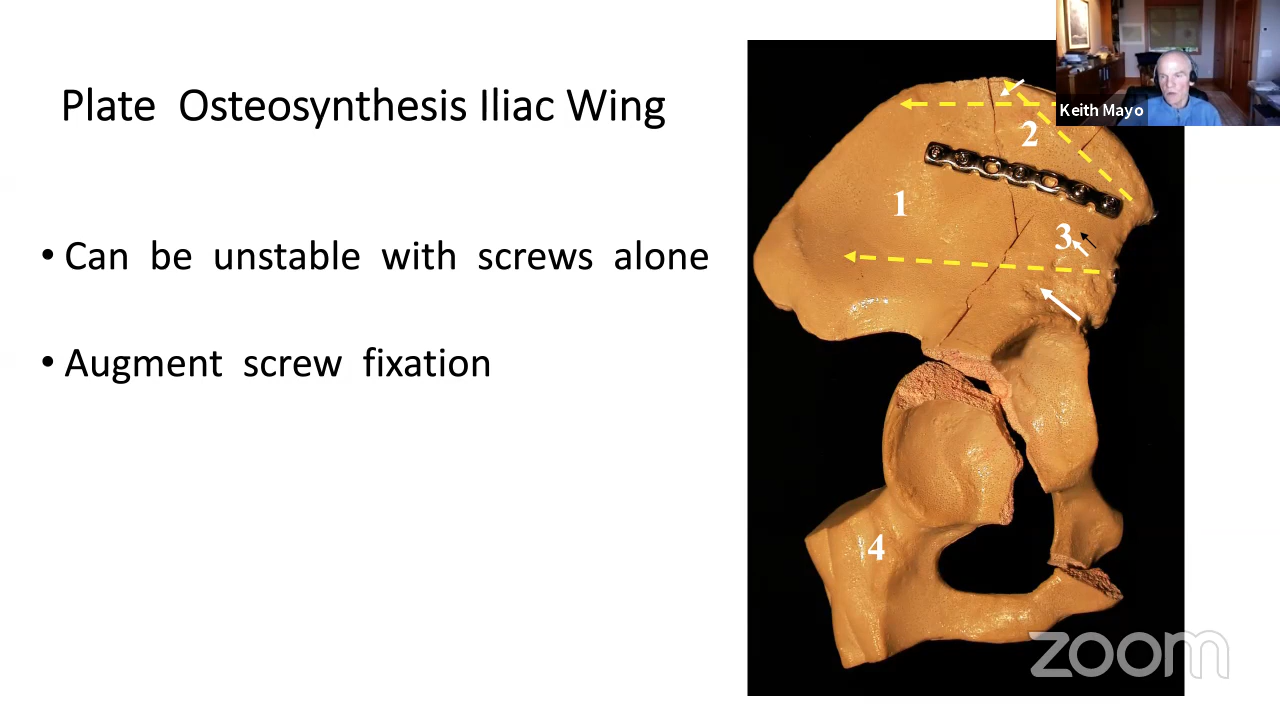 Plate Osteosynthesis Iliac Wing
• Can be unstable with screws alone
• Augment screw fixation
Keith Mayo
2
1
3
4
zoom